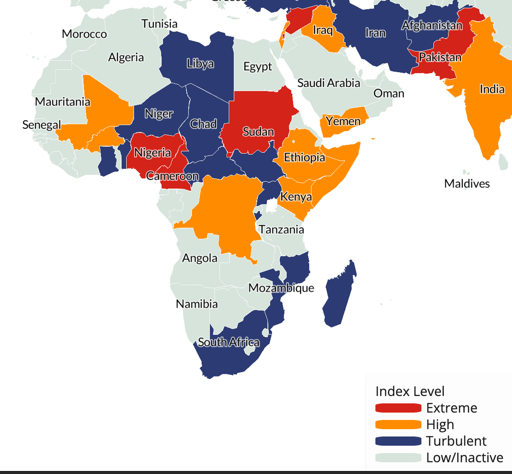 Tunisia
Morocco
Algeria
Libya
Egypt
Iraq
Iran
Afghanistan
Pakistan
India
Saudi Arabia
Oman
Mauritania
Senegal
Niger
Chad
Sudan
Yemen
Nigeria
Cameroon
Ethiopia
Kenya
Maldives
Tanzania
Angola
Mozambique
Namibia
South Africa
Index Level
Extreme
High
Turbulent
Low/Inactive